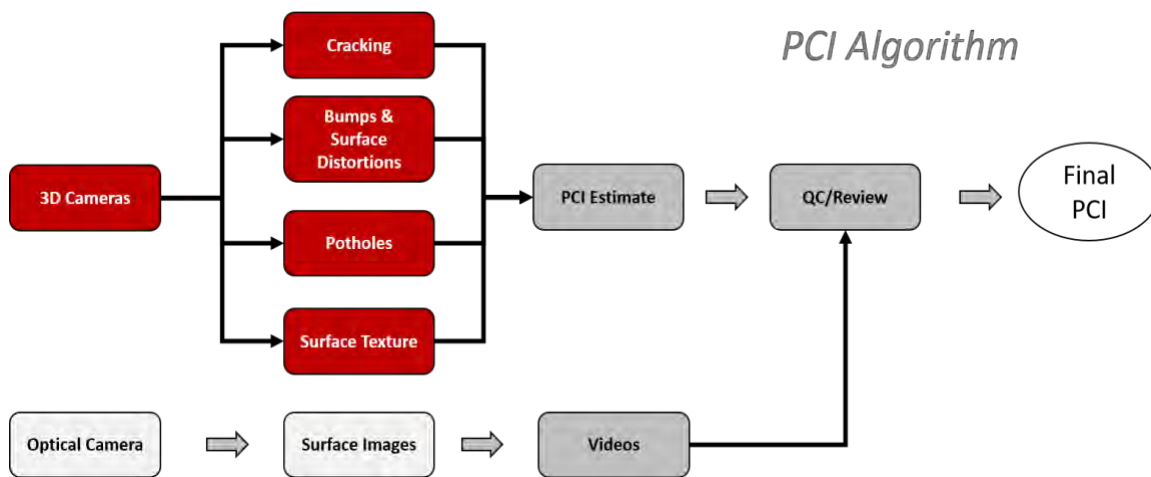 PCI Algorithm
Cracking
Bumps &
Surface
Distortions
3D Cameras
Potholes
Surface Texture
PCI Estimate
QC/Review
Final
PCI
Optical Camera
Surface Images
Videos